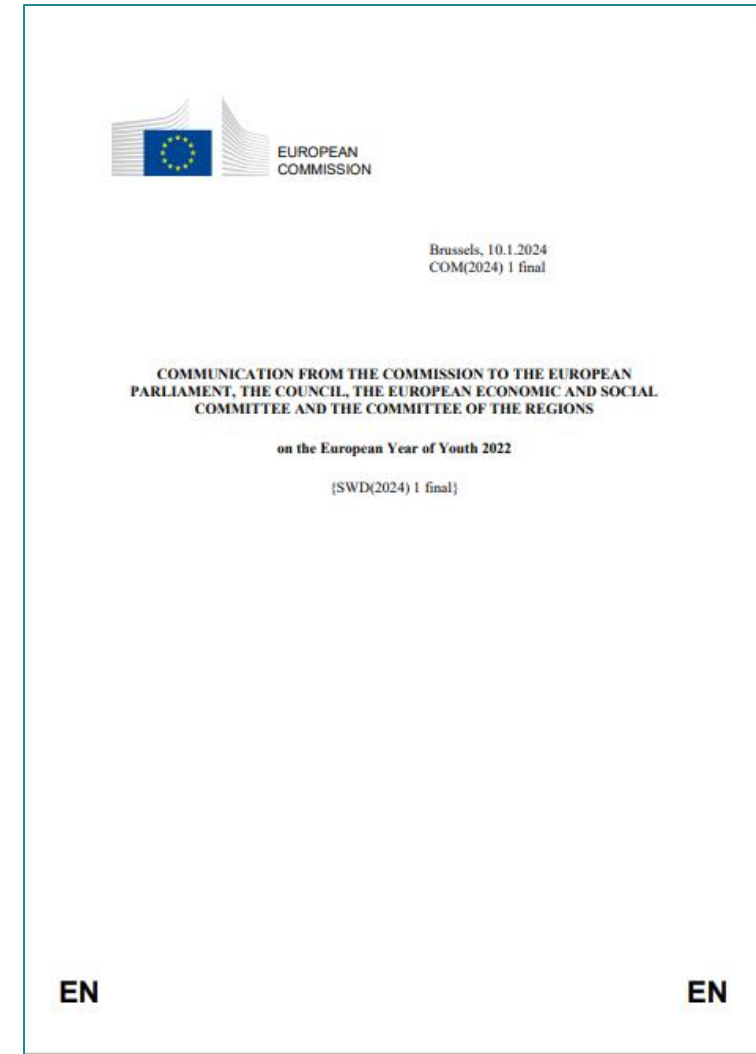 EUROPEAN
COMMISSION
Brussels, 10.1.2024
COM(2024) 1 final
COMMUNICATION FROM THE COMMISSION TO THE EUROPEAN
PARLIAMENT, THE COUNCIL, THE EUROPEAN ECONOMIC AND SOCIAL
COMMITTEE AND THE COMMITTEE OF THE REGIONS
on the European Year of Youth 2022
{SWD(2024) 1 final}
EN EN